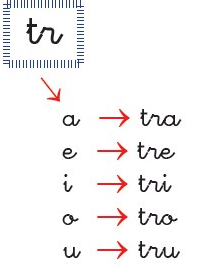 tr
a → tra
e → tre
i → tri
o → tro
u → tru